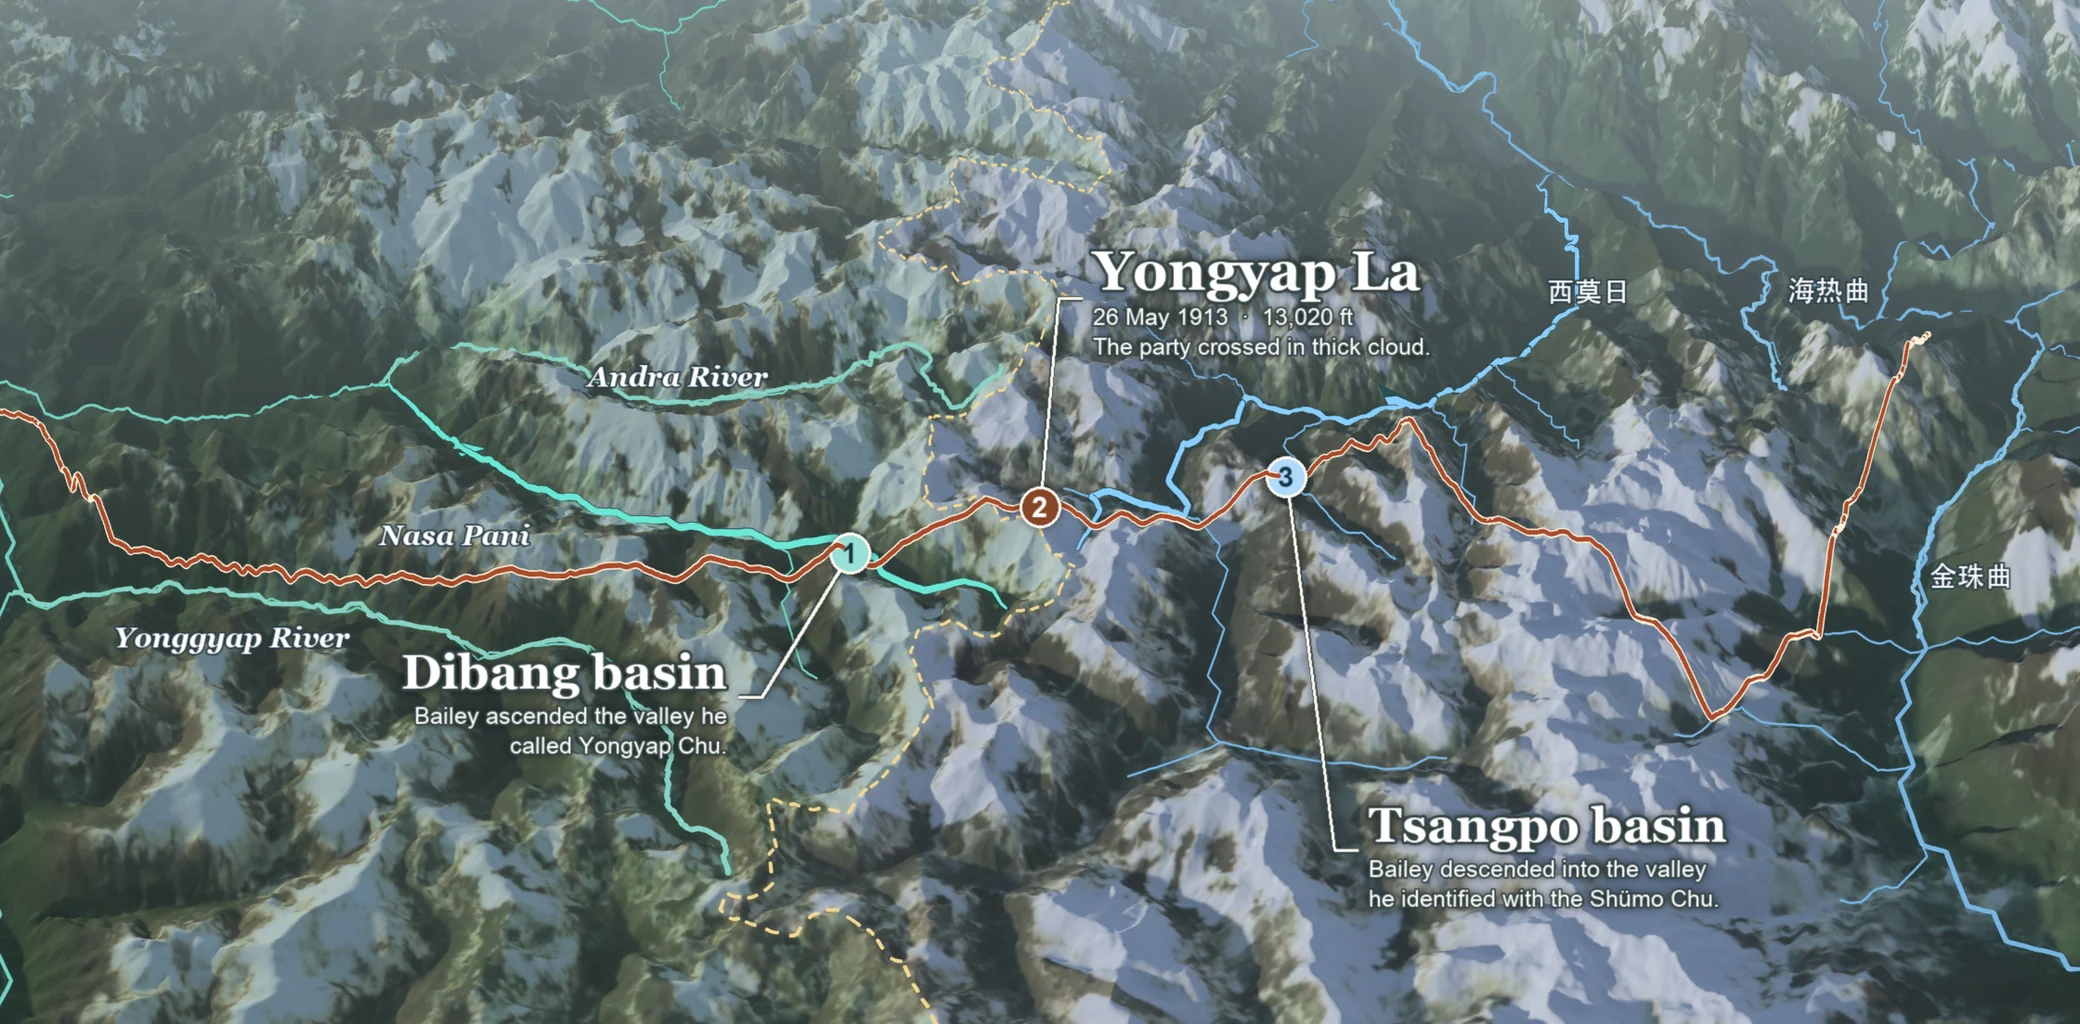 Yongyap La
26 May 1913 · 13,020 ft
The party crossed in thick cloud.
西莫日
海热曲
Andra River
3
2
Nasa Pani
1
金珠曲
Yonggyap River
Dibang basin
Bailey ascended the valley he
called Yongyap Chu.
Tsangpo basin
Bailey descended into the valley
he identified with the Shümo Chu.